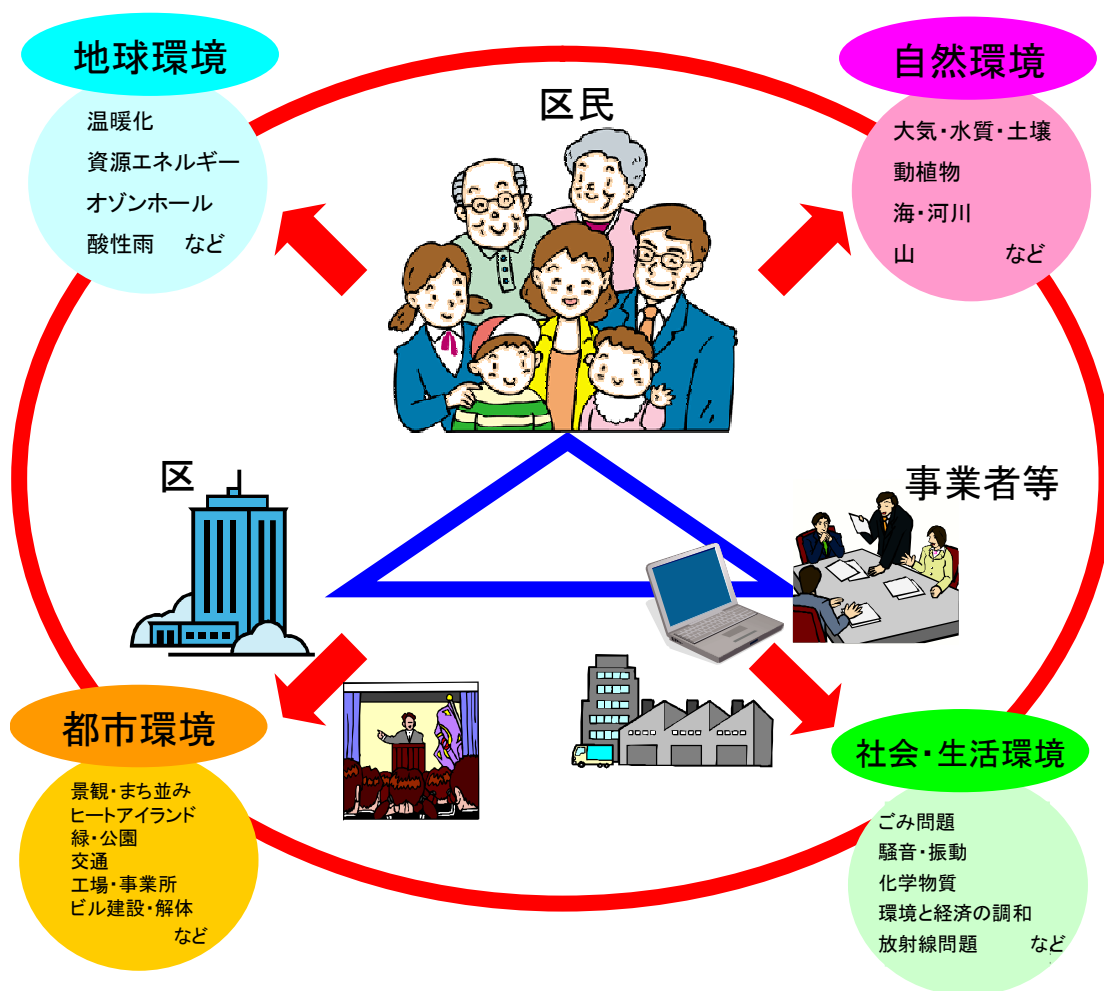 地球環境
温暖化
資源エネルギー
オゾンホール
酸性雨 など
自然環境
大気・水質・土壌
動植物
海・河川
山 など
区民
区
事業者等
都市環境
景観・まち並み
ヒートアイランド
緑・公園
交通
工場・事業所
ビル建設・解体
など
社会・生活環境
ごみ問題
騒音・振動
化学物質
環境と経済の調和
放射線問題 など